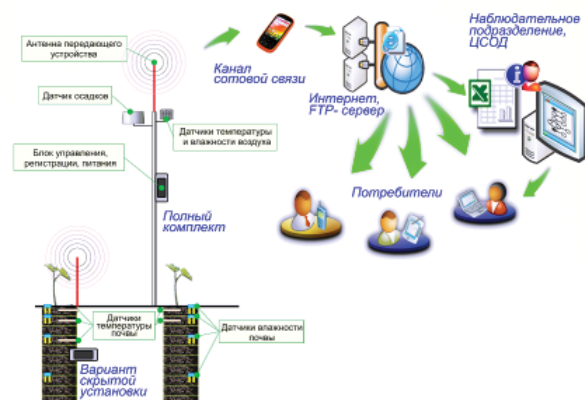 Антенна передающего
устройства
Датчик осадков
Датчики температуры
и влажности воздуха
Блок управления,
регистрации, питания
Полный
комплект
Датчики
температуры
почвы
Датчики влажности
почвы
Вариант
скрытой
установки
Канал
сотовой связи
Интернет,
FTP- сервер
Наблюдательное
подразделение,
ЦСОД
Потребители